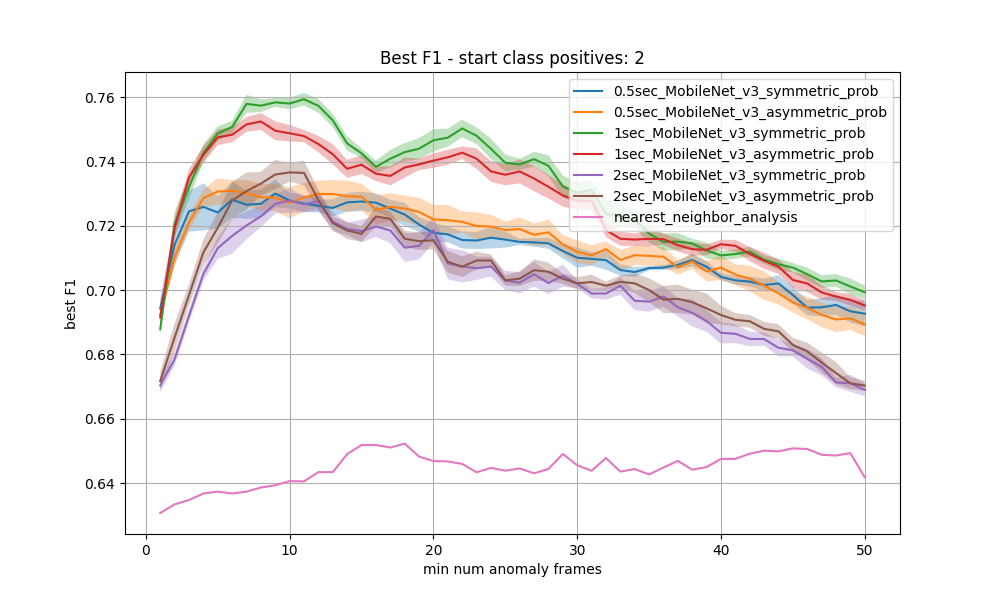 Best F1 - start class positives: 2
0.76
0.74
0.72
0.70
0.68
0.66
0.64
best F1
0.5sec_MobileNet_v3_symmetric_prob
0.5sec_MobileNet_v3_asymmetric_prob
1sec_MobileNet_v3_symmetric_prob
1sec_MobileNet_v3_asymmetric_prob
2sec_MobileNet_v3_symmetric_prob
2sec_MobileNet_v3_asymmetric_prob
nearest_neighbor_analysis
0 10 20 30 40 50
min num anomaly frames